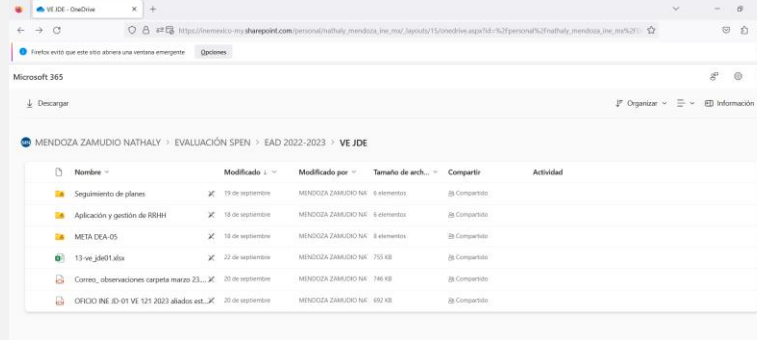 VE JDE - OneDrive
https://inemexico-my.sharepoint.com/personal/nathaly_mendoza_ine_mx/_layouts/15/onedrive.aspx?id=%2Fpersonal%2Fnathaly_mendoza_ine_mx%2F
Firefox evitó que este sitio abriera una ventana emergente Opciones
Microsoft 365
Descargar Organizar Información
MENDOZA ZAMUDIO NATHALY > EVALUACIÓN SPEN > EAD 2022-2023 > VE JDE
Nombre Modificado Modificado por Tamaño de arch... Compartir Actividad
Seguimiento de planes 19 de septiembre MENDOZA ZAMUDIO NA 6 elementos Compartido
Aplicación y gestión de RRHH 18 de septiembre MENDOZA ZAMUDIO NA 6 elementos Compartido
META DEA-05 18 de septiembre MENDOZA ZAMUDIO NA 8 elementos Compartido
13-ve_jde01.xlsx 22 de septiembre MENDOZA ZAMUDIO NA 755 KB Compartido
Correo_ observaciones carpeta marzo 23.... 20 de septiembre MENDOZA ZAMUDIO NA 746 KB Compartido
OFICIO INE JD-01 VE 121 2023 aliados est... 20 de septiembre MENDOZA ZAMUDIO NA 692 KB Compartido